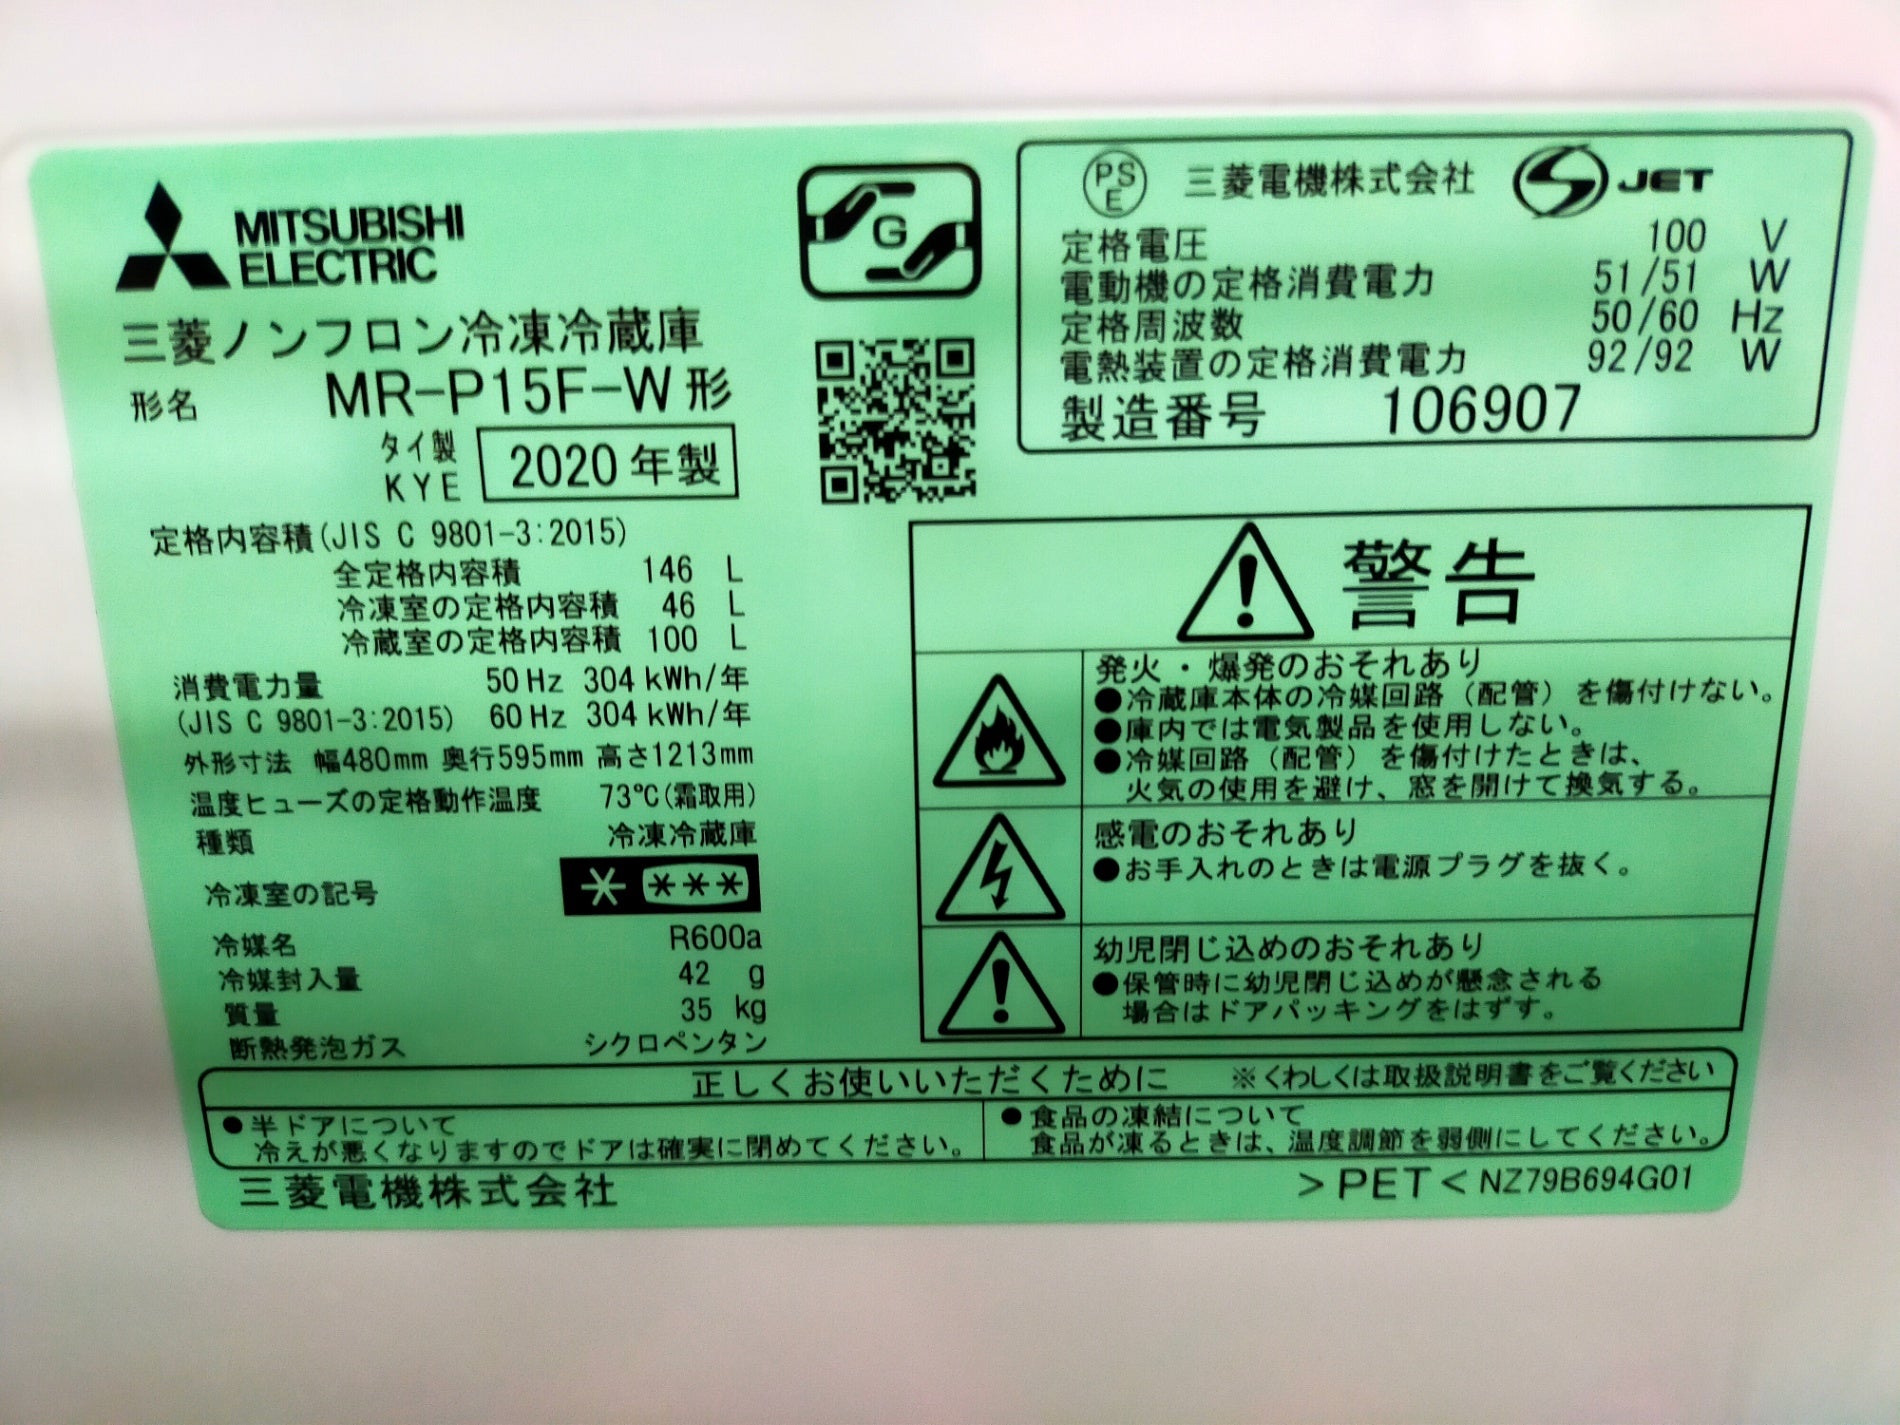 MITSUBISHI
ELECTRIC
G
三菱ノンフロン冷凍冷蔵庫
形名 MR-P15F-W形
タイ製
KYE 2020年製
定格内容積(JIS C 9801-3:2015)
全定格内容積 146 L
冷凍室の定格内容積 46 L
冷蔵室の定格内容積 100 L
消費電力量 50Hz 304kWh/年
(JIS C 9801-3:2015) 60Hz 304kWh/年
外形寸法 幅480mm 奥行595mm 高さ1213mm
温度ヒューズの定格動作温度 73℃(霜取用)
種類 冷凍冷蔵庫
冷凍室の記号
冷媒名 R600a
冷媒封入量 42 g
質量 35 kg
断熱発泡ガス シクロペンタン
PS
E 三菱電機株式会社 S JET
定格電圧 100 V
電動機の定格消費電力 51/51 W
定格周波数 50/60 Hz
電熱装置の定格消費電力 92/92 W
製造番号 106907
警告
発火・爆発のおそれあり
●冷蔵庫本体の冷媒回路(配管)を傷付けない。
●庫内では電気製品を使用しない。
●冷媒回路(配管)を傷付けたときは、
火気の使用を避け、窓を開けて換気する。
感電のおそれあり
●お手入れのときは電源プラグを抜く。
幼児閉じ込めのおそれあり
●保管時に幼児閉じ込めが懸念される
場合はドアパッキングをはずす。
正しくお使いいただくために ※くわしくは取扱説明書をご覧ください
●半ドアについて
冷えが悪くなりますのでドアは確実に閉めてください。
●食品の凍結について
食品が凍るときは、温度調節を弱側にしてください。
三菱電機株式会社 >PET< NZ79B694G01